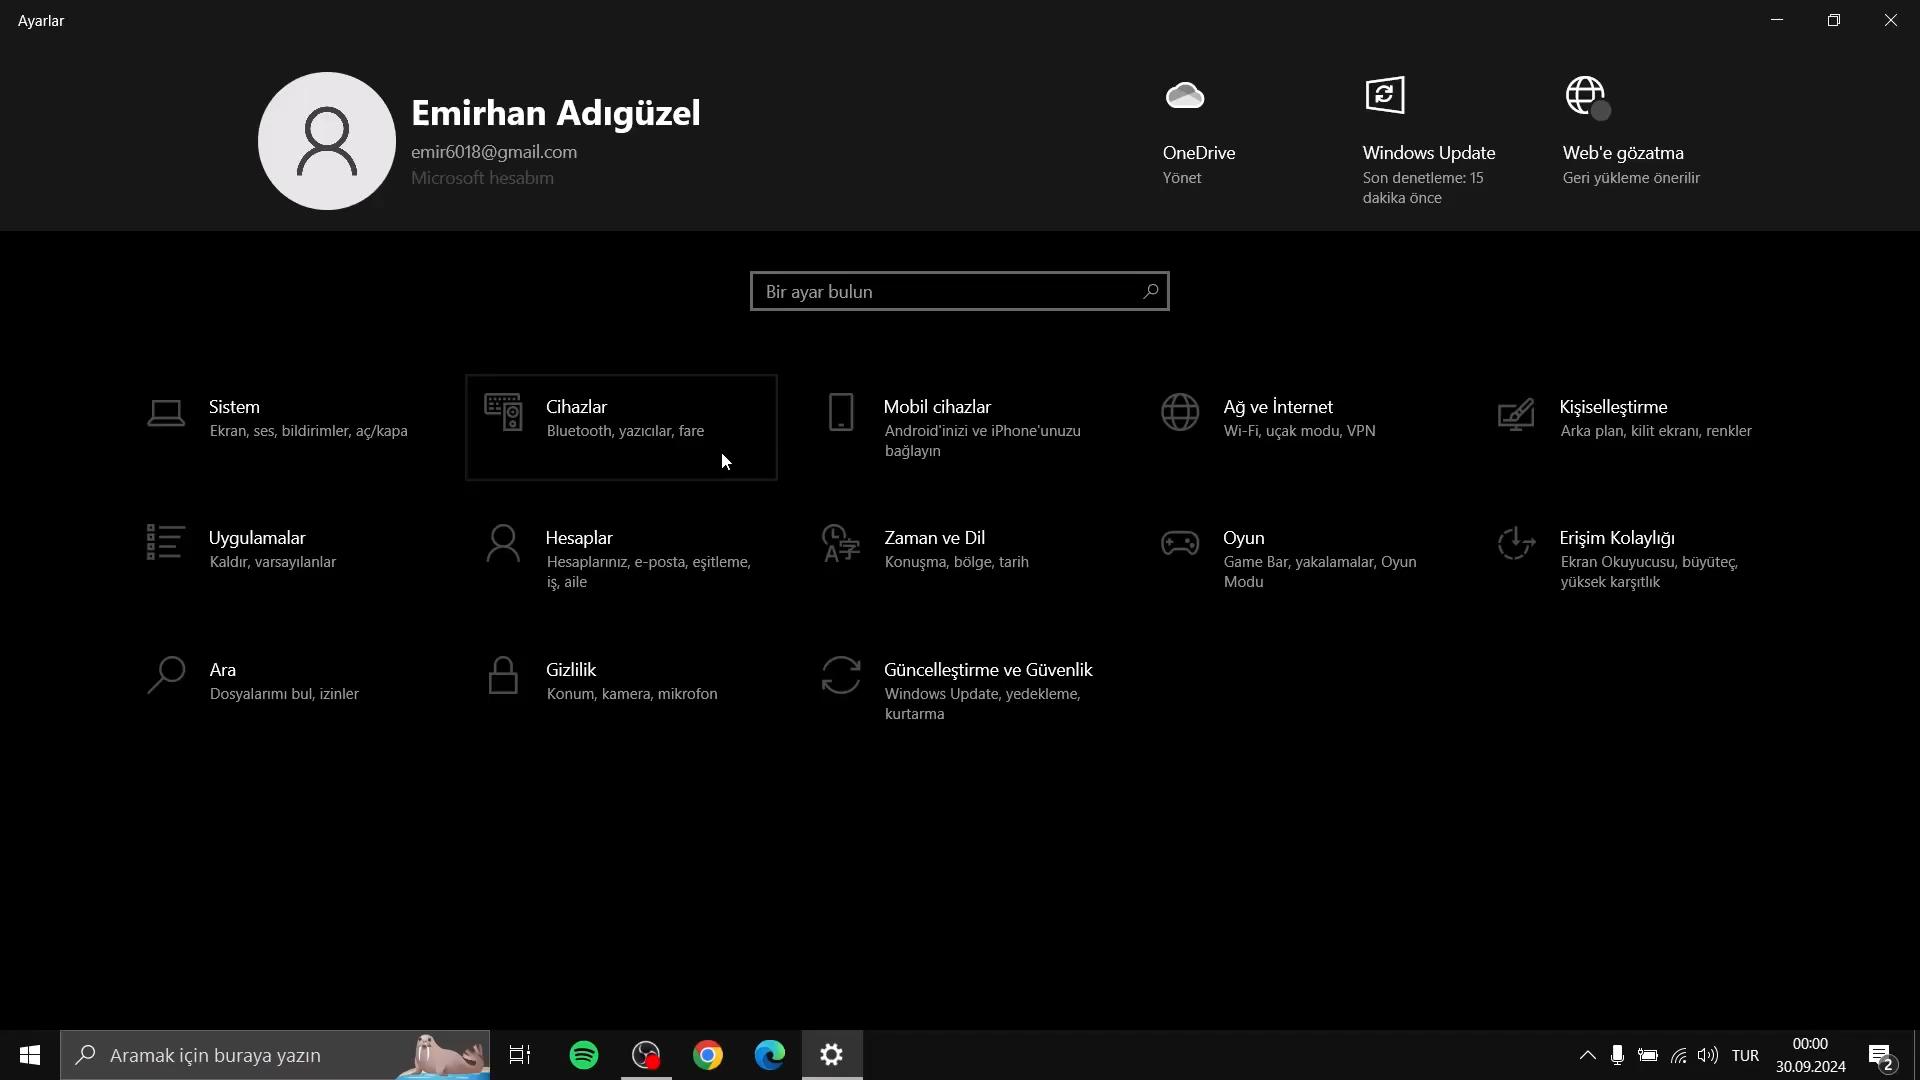 Ayarlar
Emirhan Adıgüzel
emir6018@gmail.com
Microsoft hesabım
OneDrive
Yönet
Windows Update
Son denetleme: 15
dakika önce
Web'e gözatma
Geri yükleme önerilir
Bir ayar bulun
Sistem
Ekran, ses, bildirimler, aç/kapa
Cihazlar
Bluetooth, yazıcılar, fare
Mobil cihazlar
Android'inizi ve iPhone'unuzu
bağlayın
Ağ ve İnternet
Wi-Fi, uçak modu, VPN
Kişiselleştirme
Arka plan, kilit ekranı, renkler
Uygulamalar
Kaldır, varsayılanlar
Hesaplar
Hesaplarınız, e-posta, eşitleme,
iş, aile
Zaman ve Dil
Konuşma, bölge, tarih
Oyun
Game Bar, yakalamalar, Oyun
Modu
Erişim Kolaylığı
Ekran Okuyucusu, büyüteç,
yüksek karşıtlık
Ara
Dosyalarımı bul, izinler
Gizlilik
Konum, kamera, mikrofon
Güncelleştirme ve Güvenlik
Windows Update, yedekleme,
kurtarma
Aramak için buraya yazın
TUR
00:00
30.09.2024
2